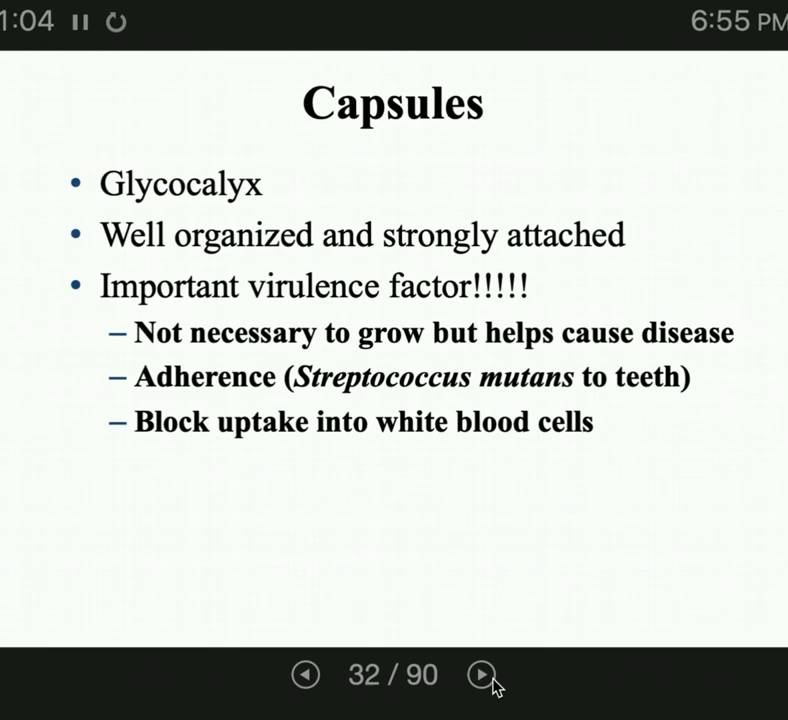 1:04
6:55 PM
Capsules
• Glycocalyx
• Well organized and strongly attached
• Important virulence factor!!!!!
– Not necessary to grow but helps cause disease
– Adherence (Streptococcus mutans to teeth)
– Block uptake into white blood cells
32 / 90